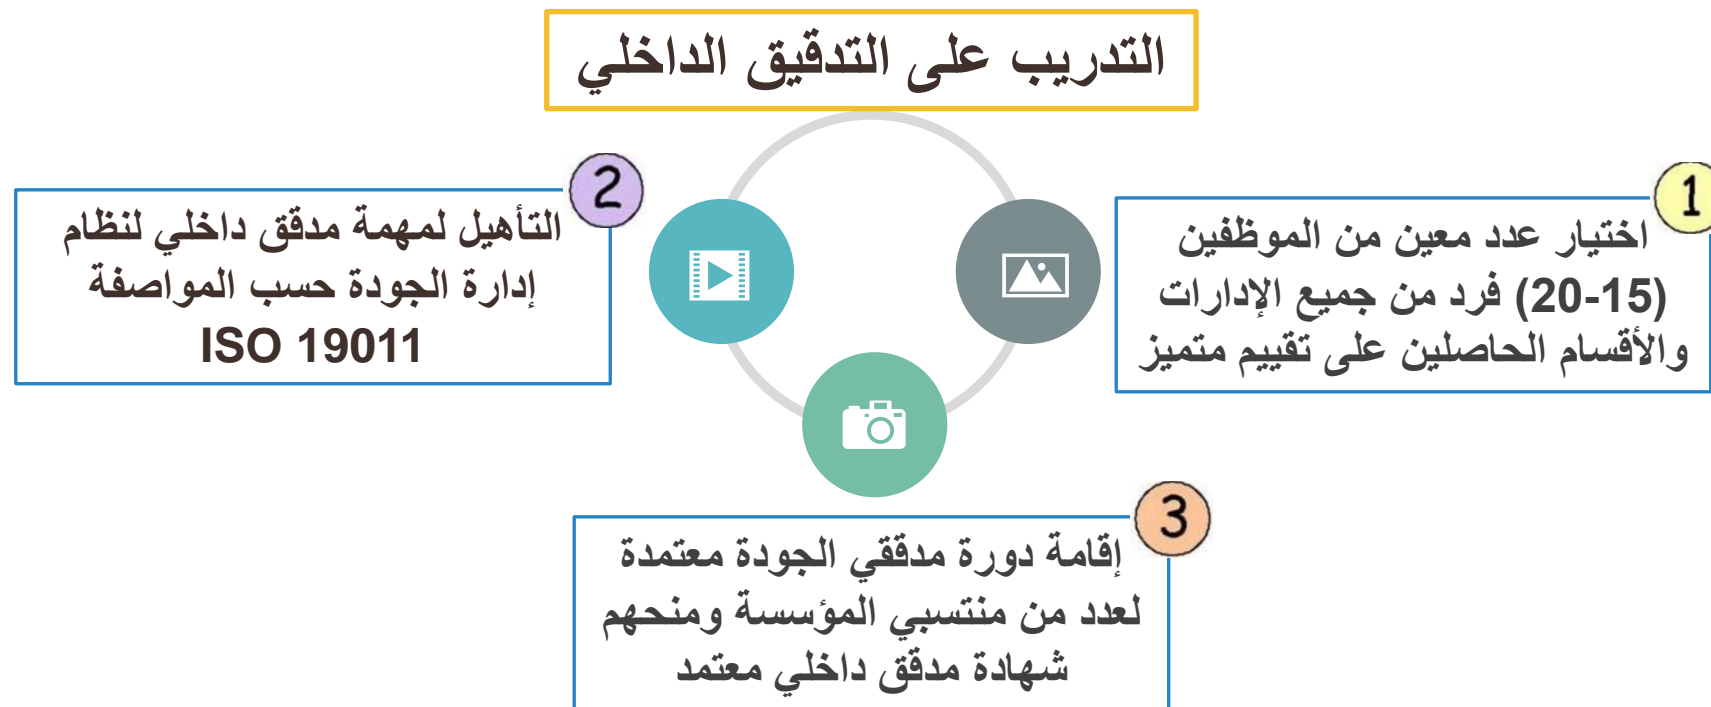 التدريب على التدقيق الداخلي
1
اختيار عدد معين من الموظفين
(15-20) فرد من جميع الإدارات
والأقسام الحاصلين على تقييم متميز
2
التأهيل لمهمة مدقق داخلي لنظام
إدارة الجودة حسب المواصفة
ISO 19011
3
إقامة دورة مدققي الجودة معتمدة
لعدد من منتسبي المؤسسة ومنحهم
شهادة مدقق داخلي معتمد